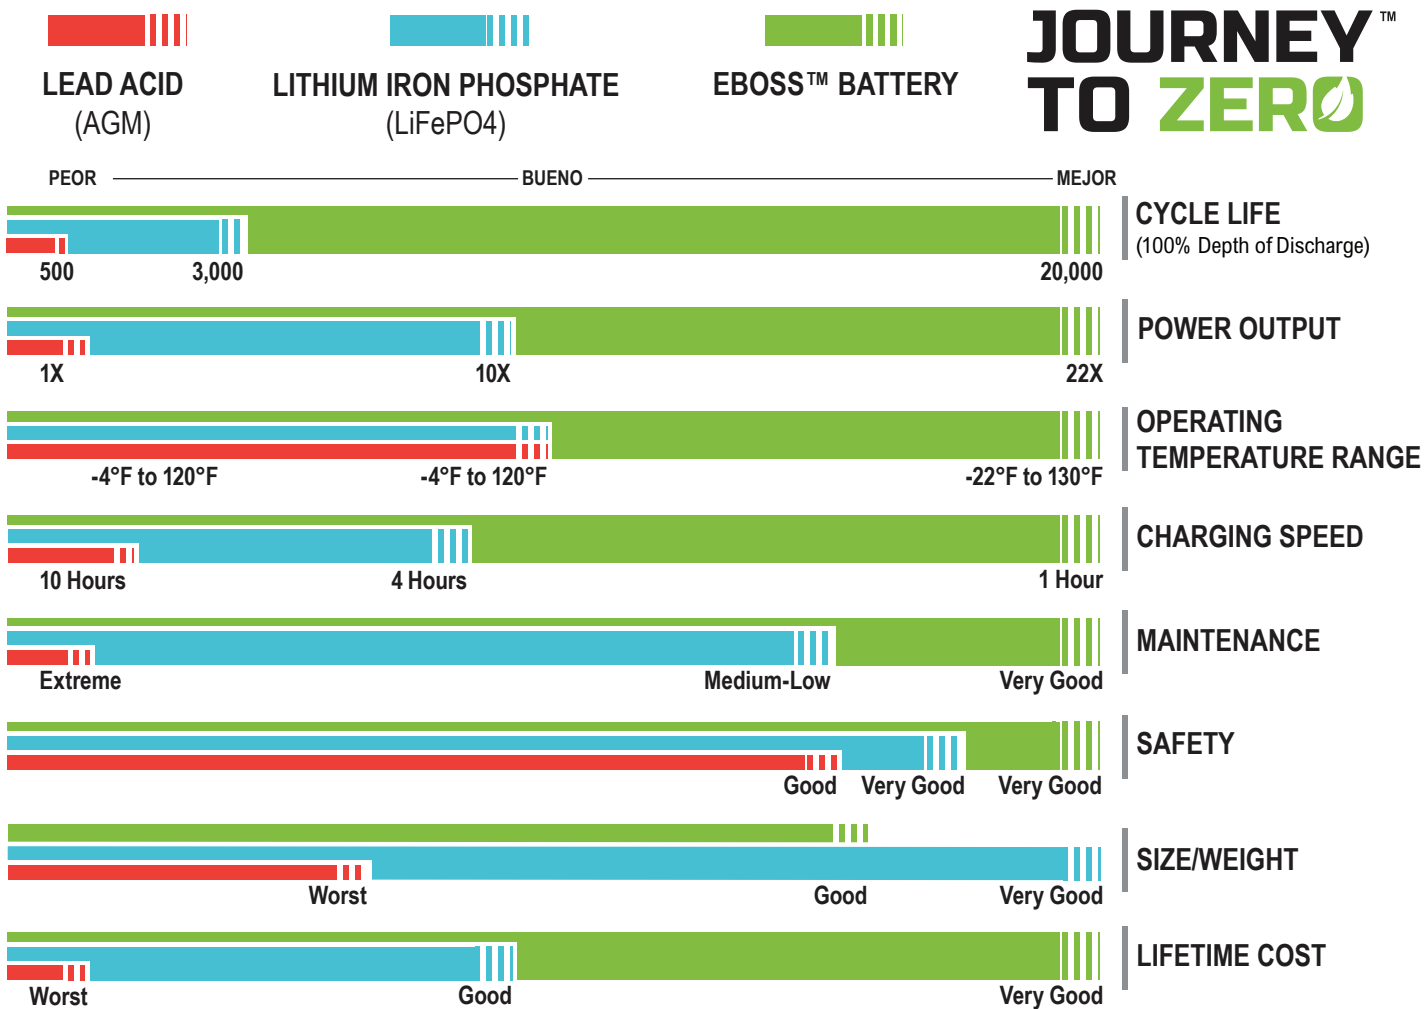 LEAD ACID
(AGM)
LITHIUM IRON PHOSPHATE
(LiFePO4)
EBOSS™ BATTERY
JOURNEY™
TO ZERO
PEOR
BUENO
MEJOR
CYCLE LIFE
(100% Depth of Discharge)
500
3,000
20,000
POWER OUTPUT
1X
10X
22X
OPERATING
TEMPERATURE RANGE
-4°F to 120°F
-4°F to 120°F
-22°F to 130°F
CHARGING SPEED
10 Hours
4 Hours
1 Hour
MAINTENANCE
Extreme
Medium-Low
Very Good
SAFETY
Good
Very Good
Very Good
SIZE/WEIGHT
Worst
Good
Very Good
LIFETIME COST
Worst
Good
Very Good